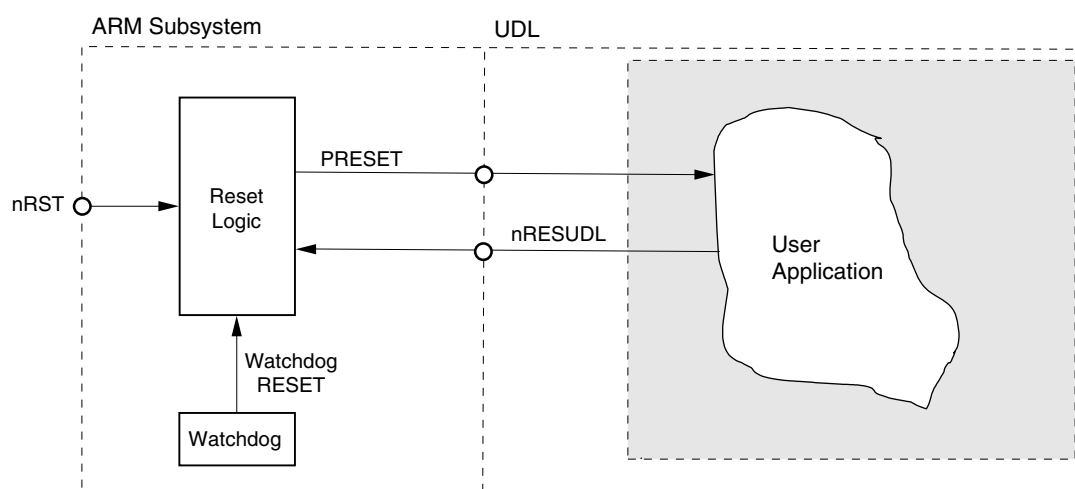 ARM Subsystem
UDL
PRESET
nRST
Reset
Logic
nRESUDL
User
Application
Watchdog
RESET
Watchdog